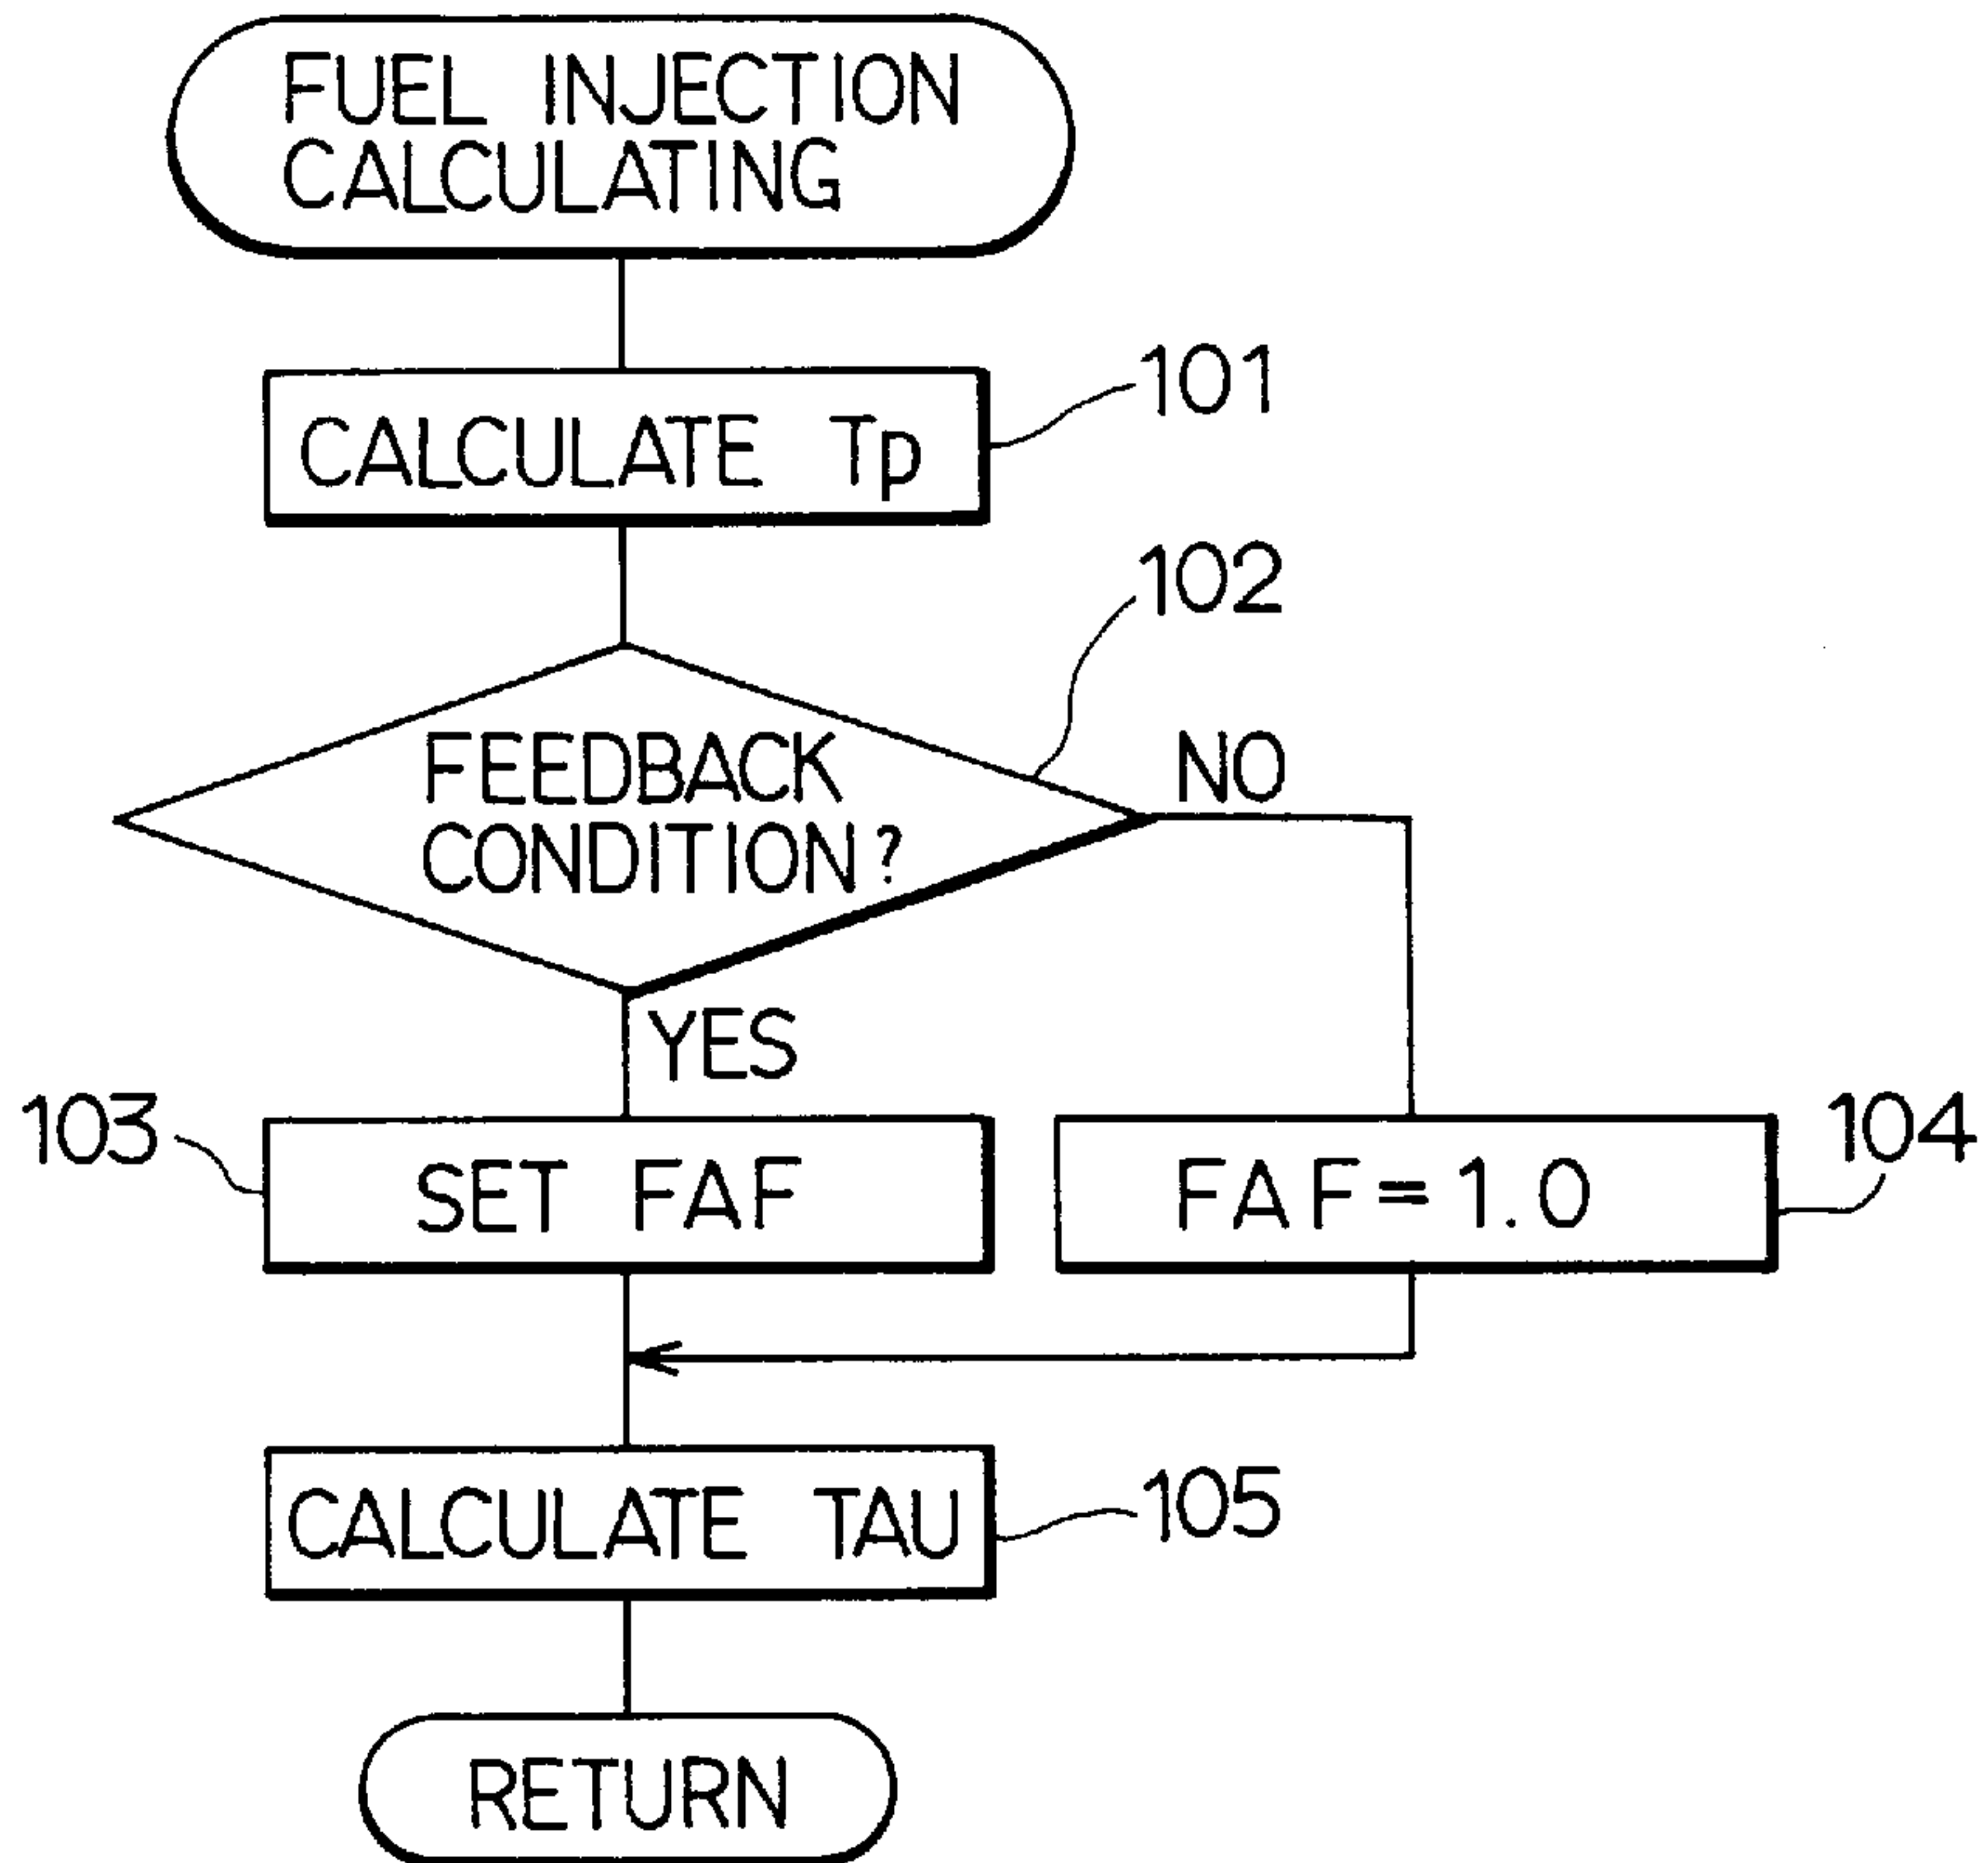 FUEL INJECTION
CALCULATING
101
CALCULATE Tp
102
FEEDBACK
CONDITION?
NO
YES
103
SET FAF
FAF=1.0
104
CALCULATE TAU
105
RETURN